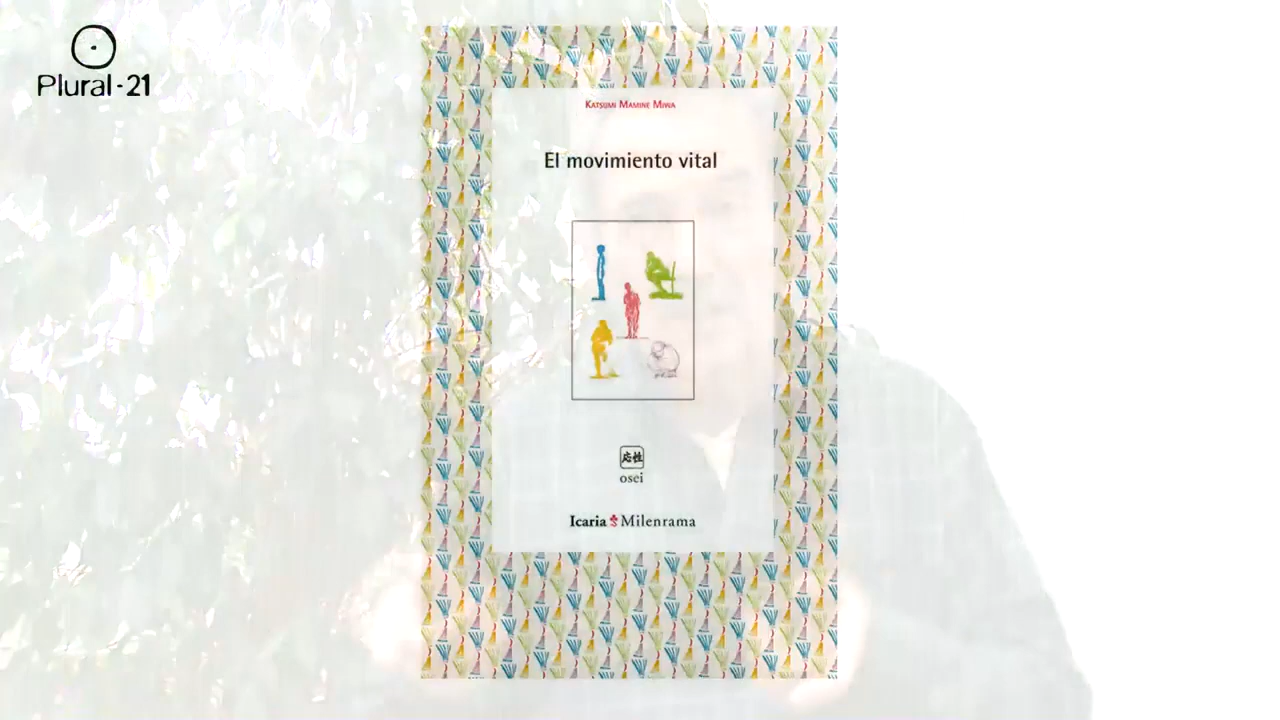 Plural-21
KATSUMI MAMINE MIWA
El movimiento vital
応性
osei
Icaria Milenrama